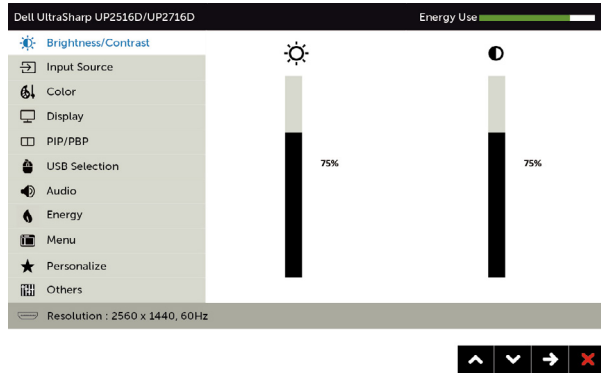 Dell UltraSharp UP2516D/UP2716D Energy Use
Brightness/Contrast
Input Source
Color
Display
PIP/PBP
USB Selection
75% 75%
Audio
Energy
Menu
Personalize
Others
Resolution : 2560 x 1440, 60Hz